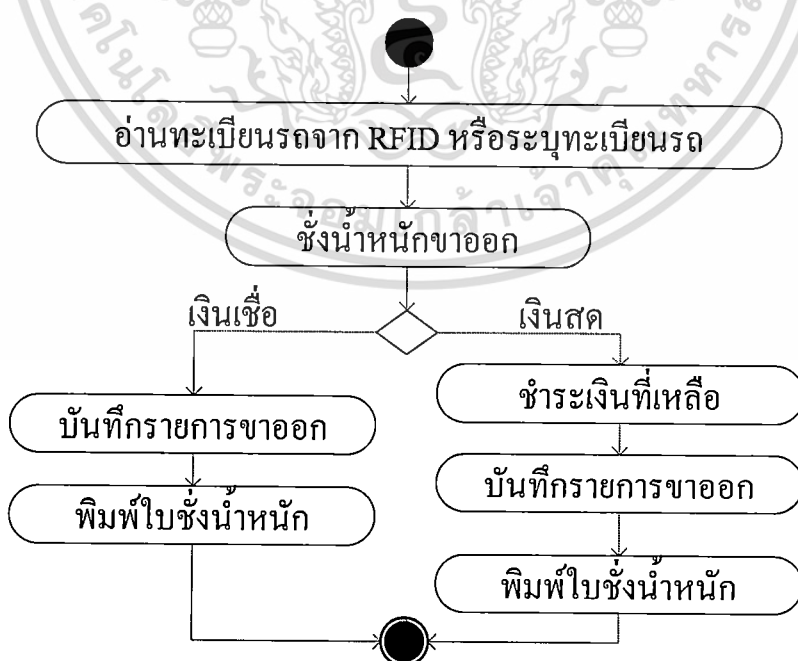 อ่านทะเบียนรถจาก RFID หรือระบุทะเบียนรถ
ชั่งน้ำหนักขาออก
เงินเชื่อ
เงินสด
บันทึกรายการขาออก
พิมพ์ใบชั่งน้ำหนัก
ชำระเงินที่เหลือ
บันทึกรายการขาออก
พิมพ์ใบชั่งน้ำหนัก